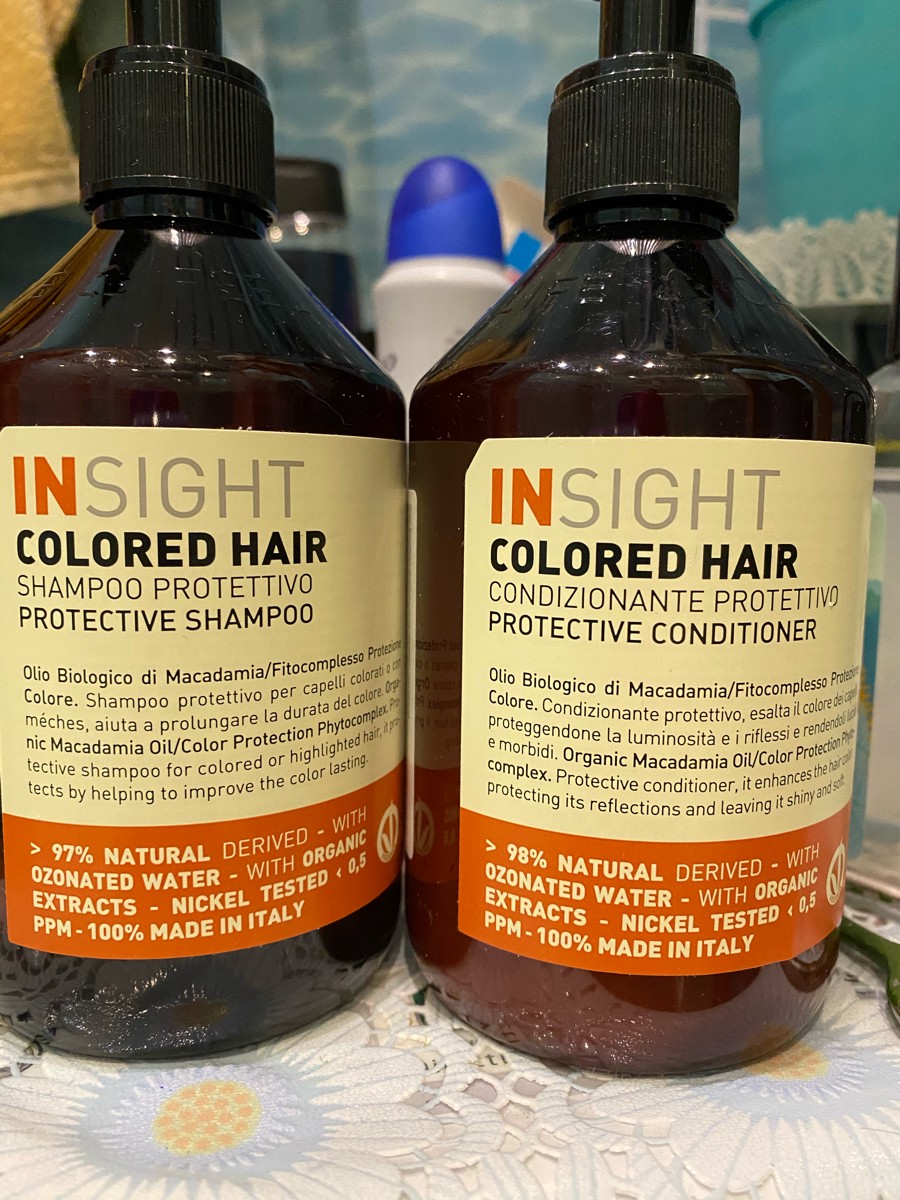 INSIGHT
COLORED HAIR
SHAMPOO PROTETTIVO
PROTECTIVE SHAMPOO
Olio Biologico di Macadamia/Fitocomplesso Protezione
Colore. Shampoo protettivo per capelli colorati o con
méches, aiuta a prolungare la durata del colore. Orga-
nic Macadamia Oil/Color Protection Phytocomplex. Pro-
tective shampoo for colored or highlighted hair, it pro-
tects by helping to improve the color lasting.
> 97% NATURAL DERIVED - WITH
OZONATED WATER - WITH ORGANIC
EXTRACTS - NICKEL TESTED < 0,5
PPM - 100% MADE IN ITALY
INSIGHT
COLORED HAIR
CONDIZIONANTE PROTETTIVO
PROTECTIVE CONDITIONER
Olio Biologico di Macadamia/Fitocomplesso Protezione
Colore. Condizionante protettivo, esalta il colore dei capelli
proteggendone la luminosità e i riflessi e rendendoli lucidi
e morbidi. Organic Macadamia Oil/Color Protection Phyto-
complex. Protective conditioner, it enhances the hair color
protecting its reflections and leaving it shiny and soft.
> 98% NATURAL DERIVED - WITH
OZONATED WATER - WITH ORGANIC
EXTRACTS - NICKEL TESTED < 0,5
PPM - 100% MADE IN ITALY